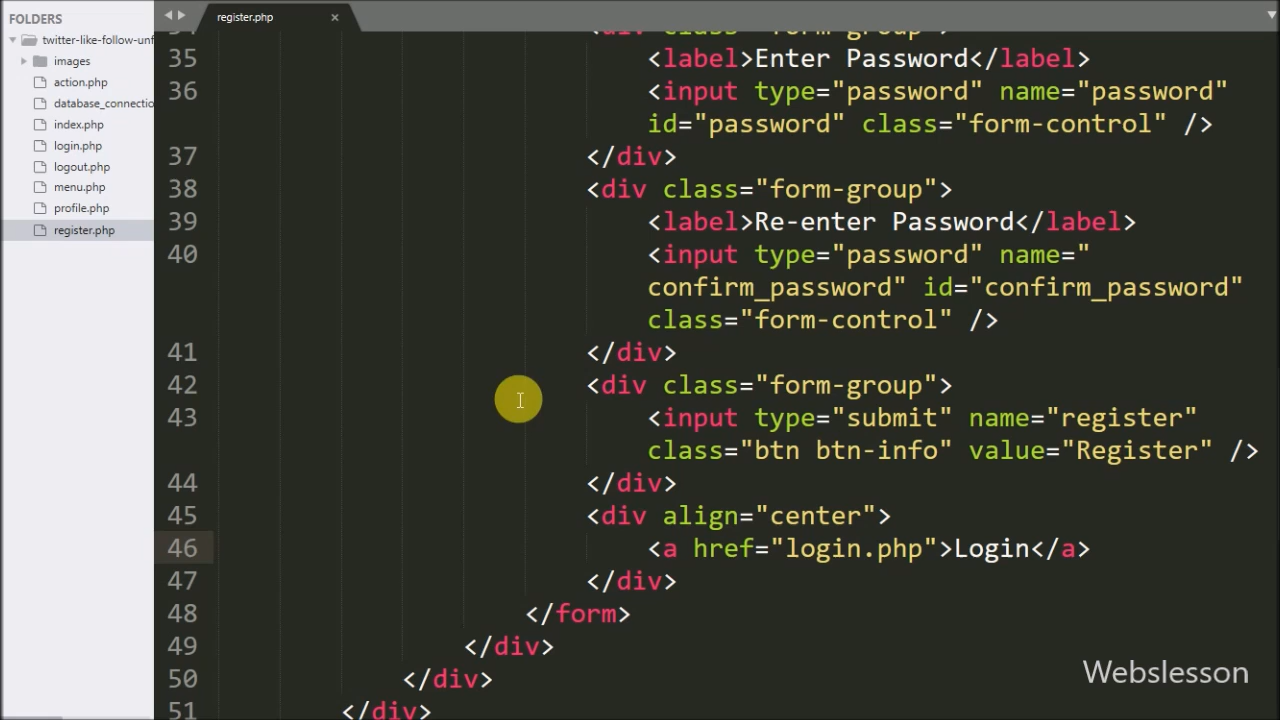 FOLDERS
register.php ×
twitter-like-follow-unf
images
action.php
database_connectio
index.php
login.php
logout.php
menu.php
profile.php
register.php
35 <label>Enter Password</label>
36 <input type="password" name="password"
id="password" class="form-control" />
37 </div>
38 <div class="form-group">
39 <label>Re-enter Password</label>
40 <input type="password" name="
confirm_password" id="confirm_password"
class="form-control" />
41 </div>
42 <div class="form-group">
43 <input type="submit" name="register"
class="btn btn-info" value="Register" />
44 </div>
45 <div align="center">
46 <a href="login.php">Login</a>
47 </div>
48 </form>
49 </div>
50 </div>
51 </div>
Webslesson